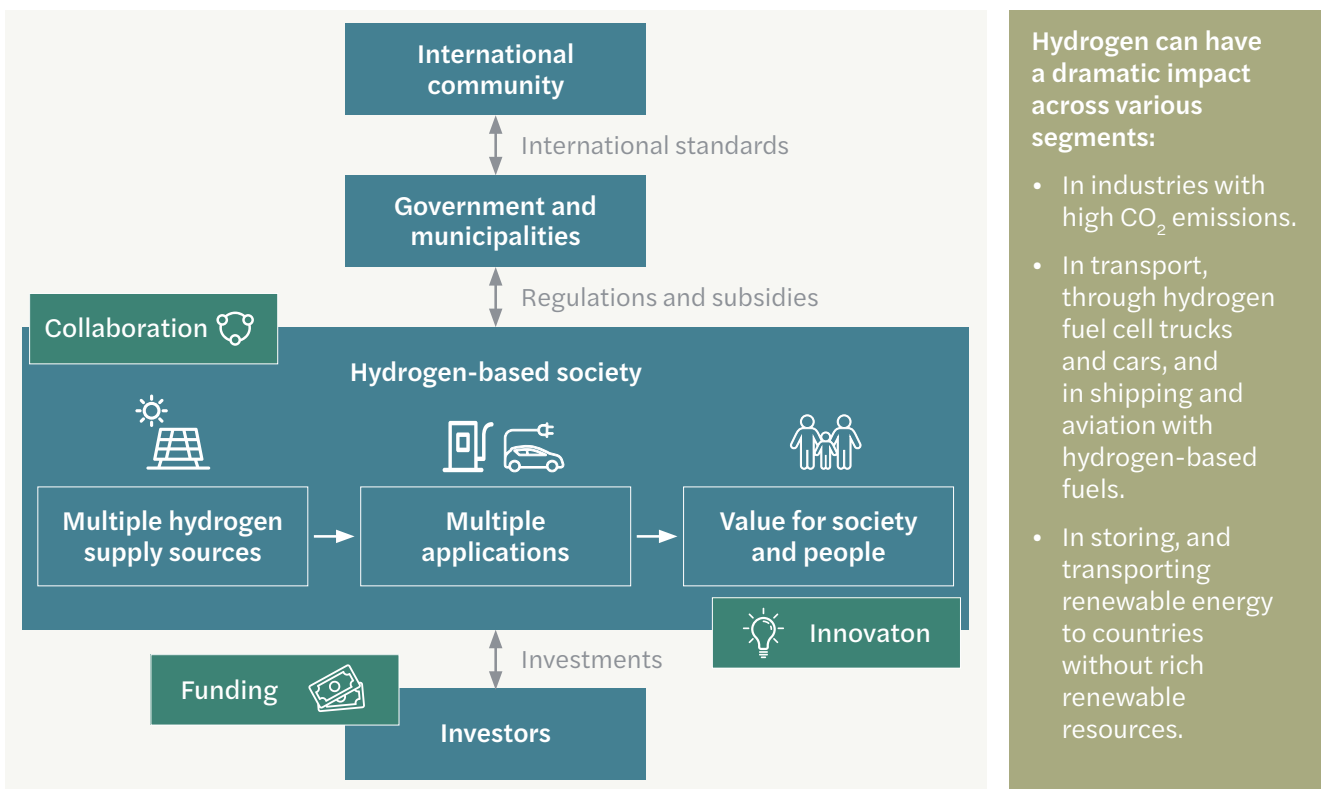 International
community
International standards
Government and
municipalities
Regulations and subsidies
Collaboration
Hydrogen-based society
Multiple hydrogen
supply sources
Multiple
applications
Value for society
and people
Innovaton
Investments
Funding
Investors
Hydrogen can have
a dramatic impact
across various
segments:
• In industries with
high CO₂ emissions.
• In transport,
through hydrogen
fuel cell trucks
and cars, and
in shipping and
aviation with
hydrogen-based
fuels.
• In storing, and
transporting
renewable energy
to countries
without rich
renewable
resources.